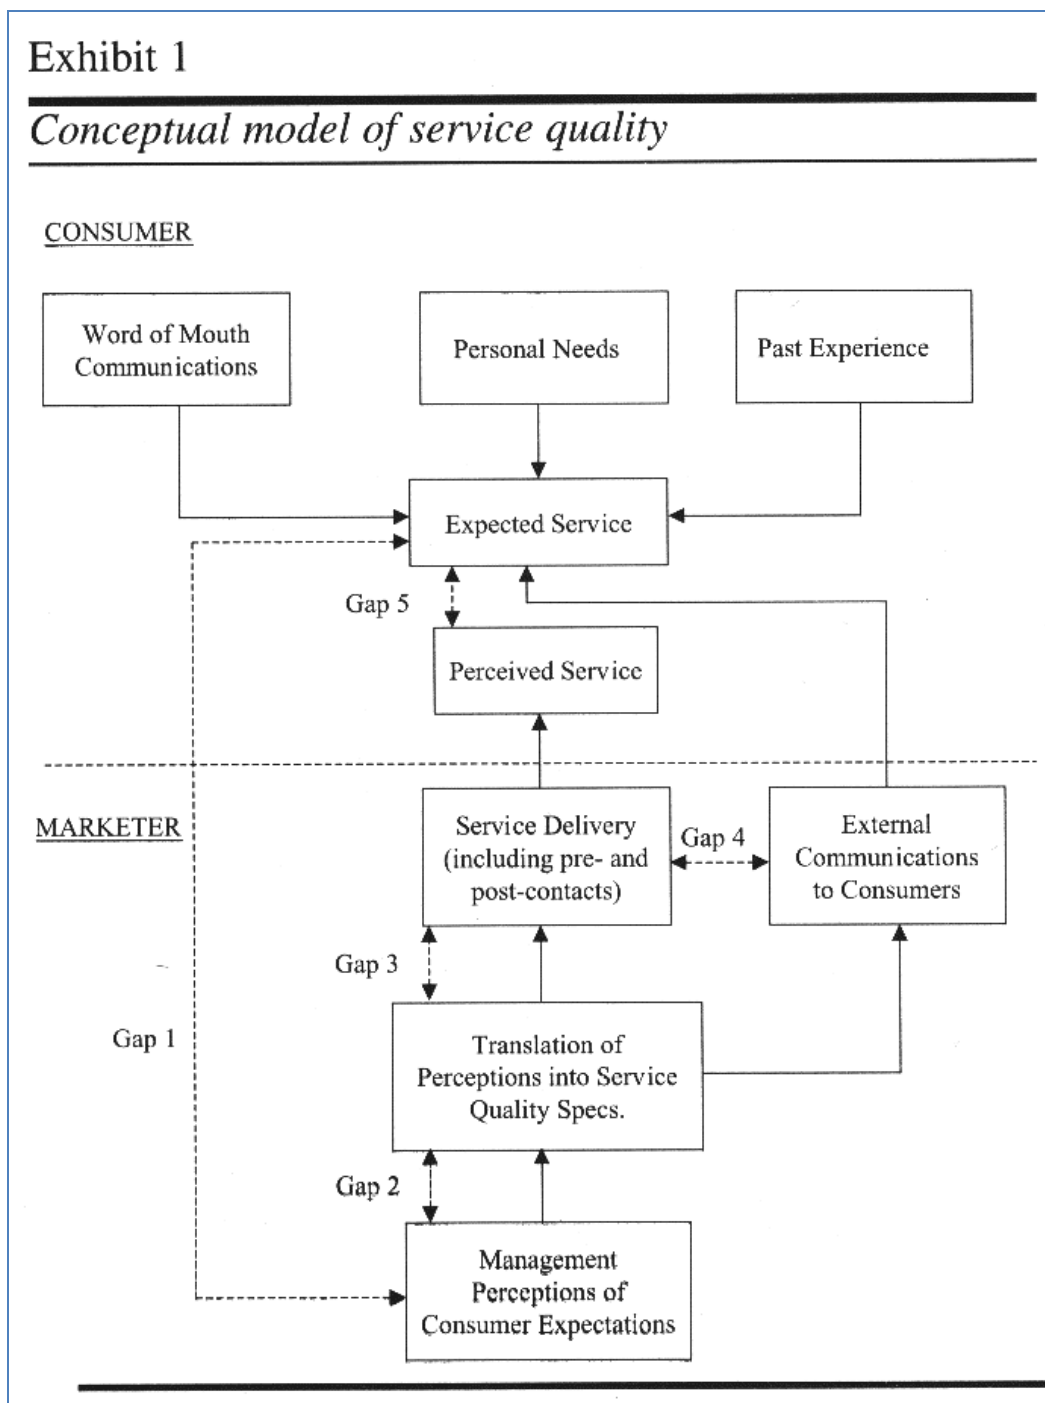 Exhibit 1
Conceptual model of service quality
CONSUMER
Word of Mouth
Communications
Personal Needs
Past Experience
Expected Service
Gap 5
Perceived Service
MARKETER
Service Delivery
(including pre- and
post-contacts)
Gap 4
External
Communications
to Consumers
Gap 3
Gap 1
Translation of
Perceptions into Service
Quality Specs.
Gap 2
Management
Perceptions of
Consumer Expectations